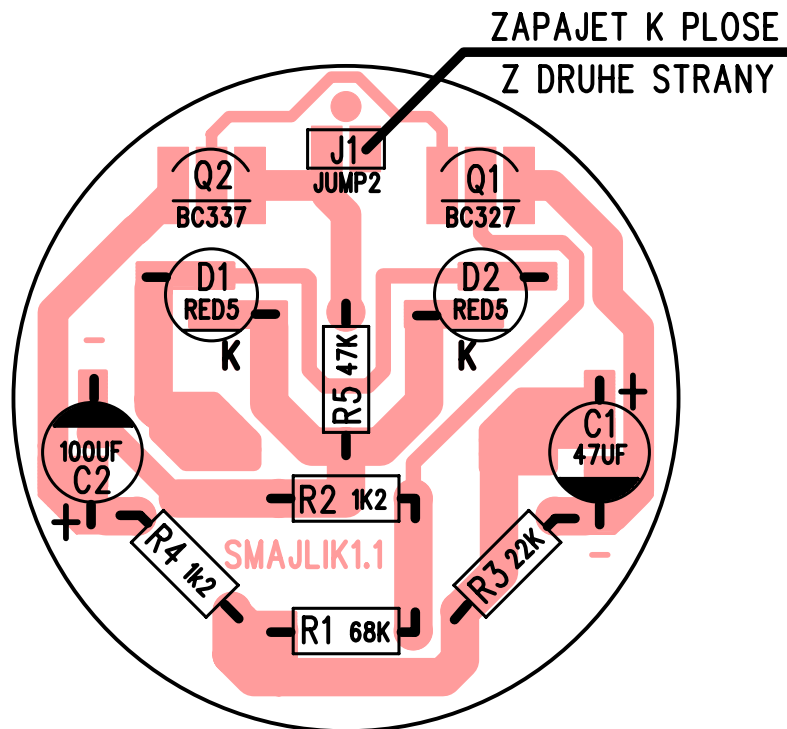 ZAPAJET K PLOSE
Z DRUHE STRANY
J1
JUMP2
Q2
BC337
Q1
BC327
D1
RED5
K
D2
RED5
K
47K
R5
-
100UF
C2
+
+
C1
47UF
-
R2 1K2
R4 1k2
SMAJLIK1.1
R3 22K
R1 68K